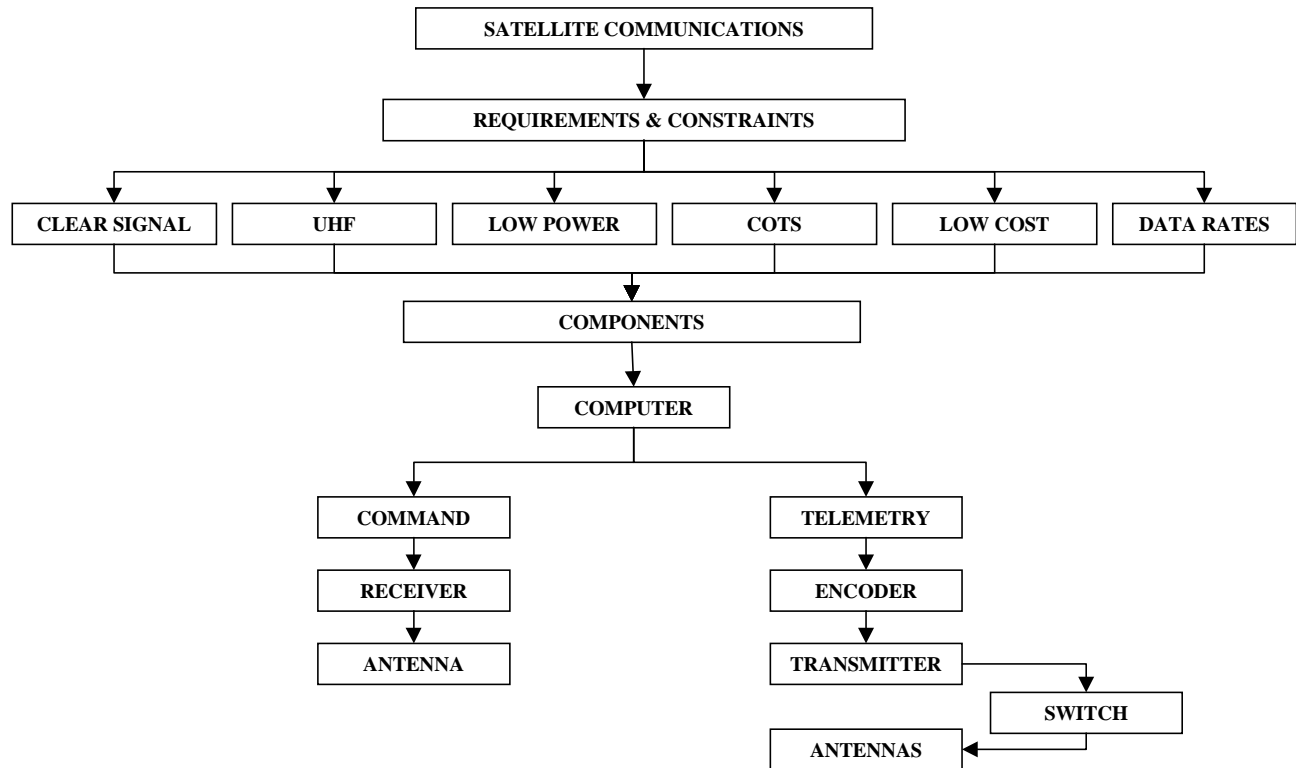 SATELLITE COMMUNICATIONS
REQUIREMENTS & CONSTRAINTS
CLEAR SIGNAL
UHF
LOW POWER
COTS
LOW COST
DATA RATES
COMPONENTS
COMPUTER
COMMAND
TELEMETRY
RECEIVER
ENCODER
ANTENNA
TRANSMITTER
SWITCH
ANTENNAS